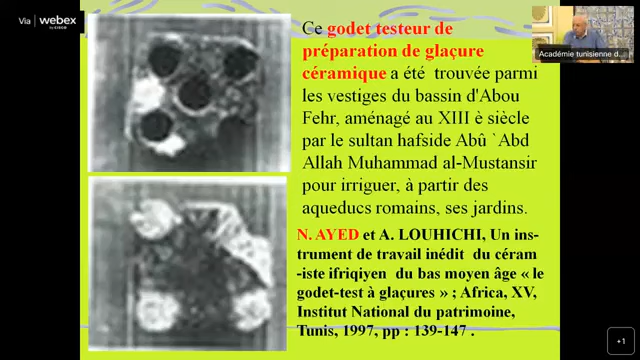 Via webex
by CISCO
Académie tunisienne d...
Ce godet testeur de
préparation de glaçure
céramique a été trouvée parmi
les vestiges du bassin d'Abou
Fehr, aménagé au XIII è siècle
par le sultan hafside Abû `Abd
Allah Muhammad al-Mustansir
pour irriguer, à partir des
aqueducs romains, ses jardins.
N. AYED et A. LOUHICHI, Un ins-
trument de travail inédit du céram
-iste ifriqiyen du bas moyen âge « le
godet-test à glaçures » ; Africa, XV,
Institut National du patrimoine,
Tunis, 1997, pp : 139-147 .
+1